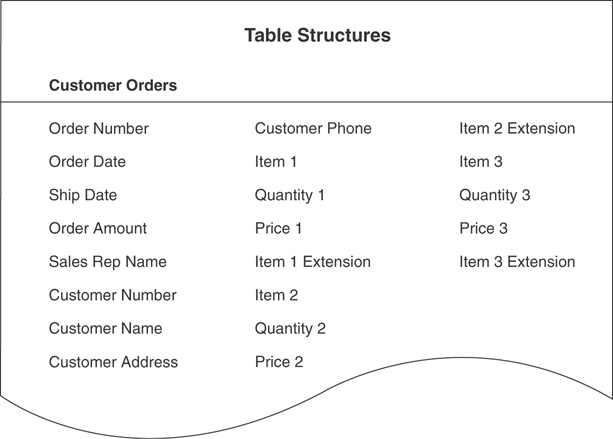 Table Structures
Customer Orders
Order Number
Order Date
Ship Date
Order Amount
Sales Rep Name
Customer Number
Customer Name
Customer Address
Customer Phone
Item 1
Quantity 1
Price 1
Item 1 Extension
Item 2
Quantity 2
Price 2
Item 2 Extension
Item 3
Quantity 3
Price 3
Item 3 Extension